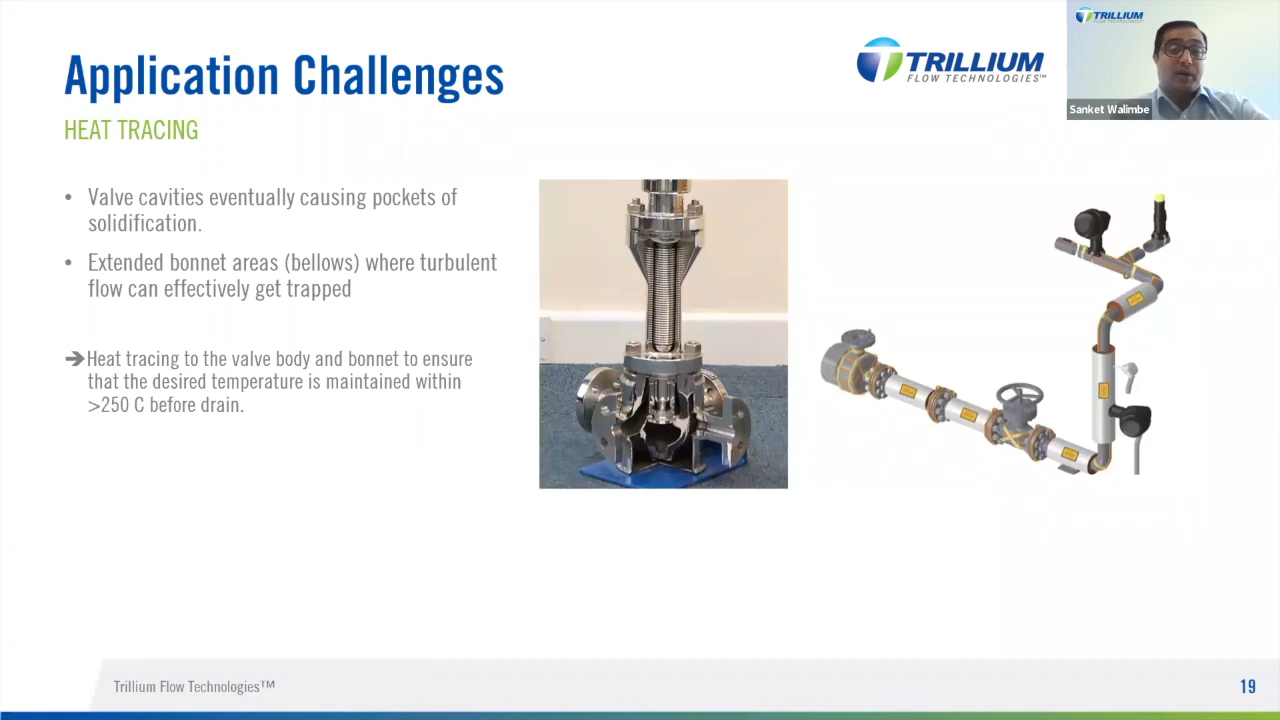 Application Challenges
HEAT TRACING
TRILLIUM
FLOW TECHNOLOGIES™
TRILLIUM
FLOW TECHNOLOGIES
Sanket Walimbe
• Valve cavities eventually causing pockets of
solidification.
• Extended bonnet areas (bellows) where turbulent
flow can effectively get trapped
➔Heat tracing to the valve body and bonnet to ensure
that the desired temperature is maintained within
>250 C before drain.
Trillium Flow Technologies™
19